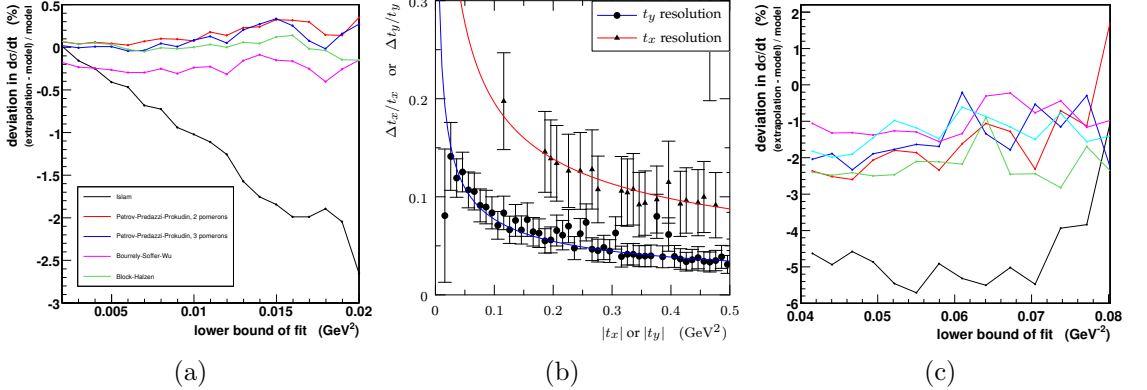 deviation in dσ/dt (%)
(extrapolation - model) / model
0.5
0
-0.5
-1
-1.5
-2
-2.5
-3
Islam
Petrov-Predazzi-Prokudin, 2 pomerons
Petrov-Predazzi-Prokudin, 3 pomerons
Bourrely-Soffer-Wu
Block-Halzen
0.005 0.01 0.015 0.02
lower bound of fit (GeV²)
(a)
Δt_x/t_x or Δt_y/t_y
0.3
0.2
0.1
0
t_y resolution
t_x resolution
0 0.1 0.2 0.3 0.4 0.5
|t_x| or |t_y| (GeV²)
(b)
deviation in dσ/dt (%)
(extrapolation - model) / model
2
1
0
-1
-2
-3
-4
-5
-6
0.04 0.05 0.06 0.07 0.08
lower bound of fit (GeV⁻²)
(c)